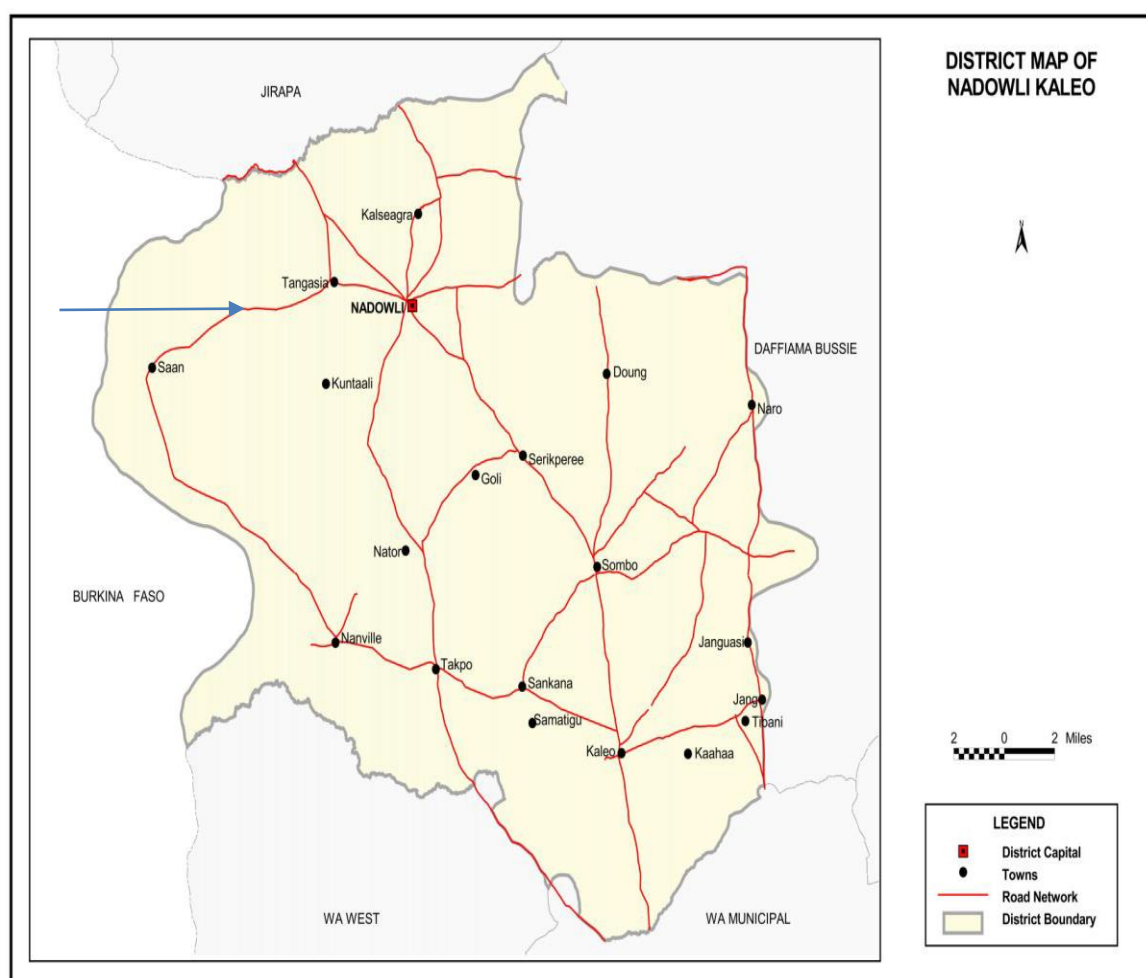 DISTRICT MAP OF
NADOWLI KALEO
JIRAPA
N
Kalseagra
Tangasia
NADOWLI
DAFFIAMA BUSSIE
Saan
Doung
Kuntaali
Naro
Serikperee
Goli
Nator
Sombo
BURKINA FASO
Nanville
Janguasi
Takpo
Sankana
Jang
Samatigu
Tibani
Kaleo
Kaahaa
2 0 2 Miles
LEGEND
District Capital
Towns
Road Network
District Boundary
WA WEST
WA MUNICIPAL